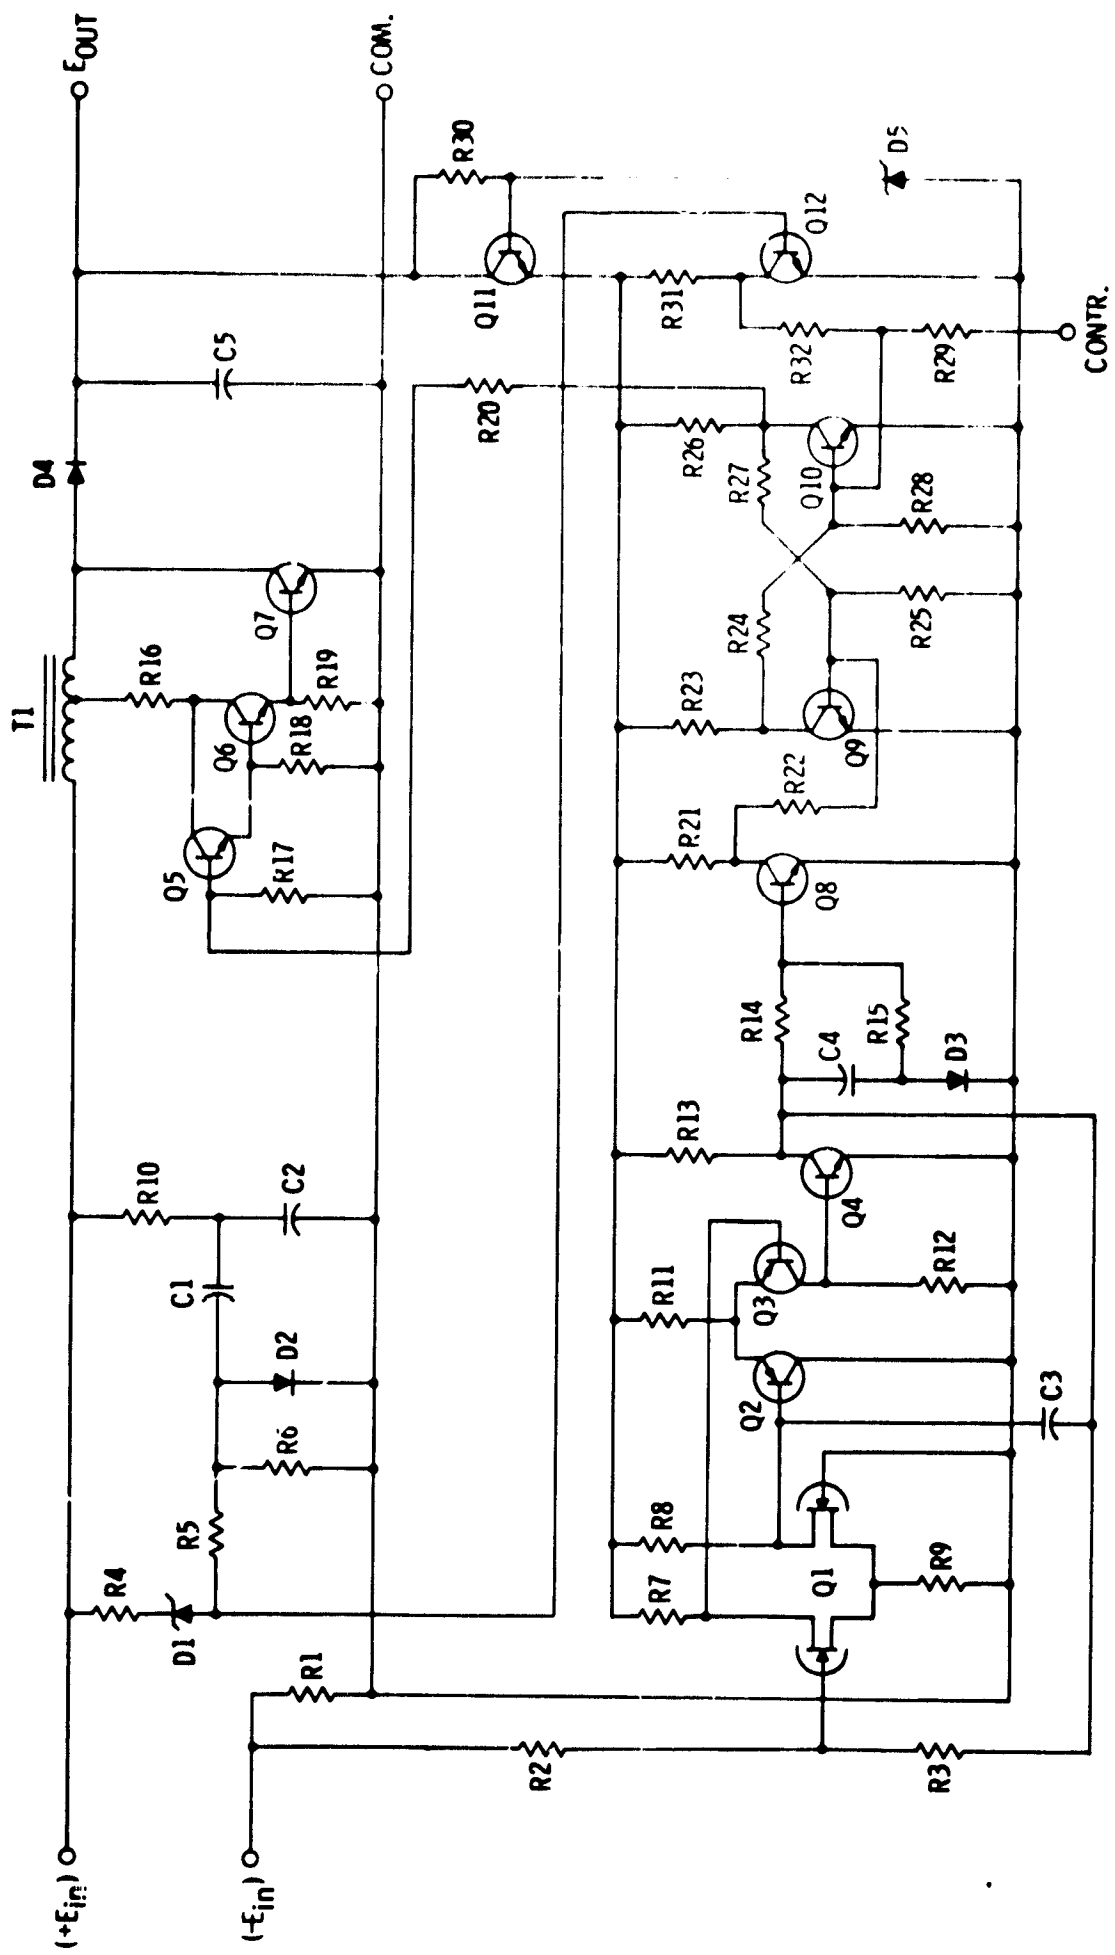 T1
D4
E_OUT
COM.
C5
R16
Q7
Q6
R19
R18
Q5
R17
R10
C2
C1
D2
R6
R5
R4
D1
R1
(+E_in)
(-E_in)
R2
R3
R30
Q11
R20
R31
Q12
D5
R32
R29
CONTR.
R26
R27
Q10
R28
R24
R25
R23
Q9
R22
R21
Q8
R14
R15
C4
D3
R13
Q4
R11
Q3
R12
Q2
C3
R8
R7
Q1
R9